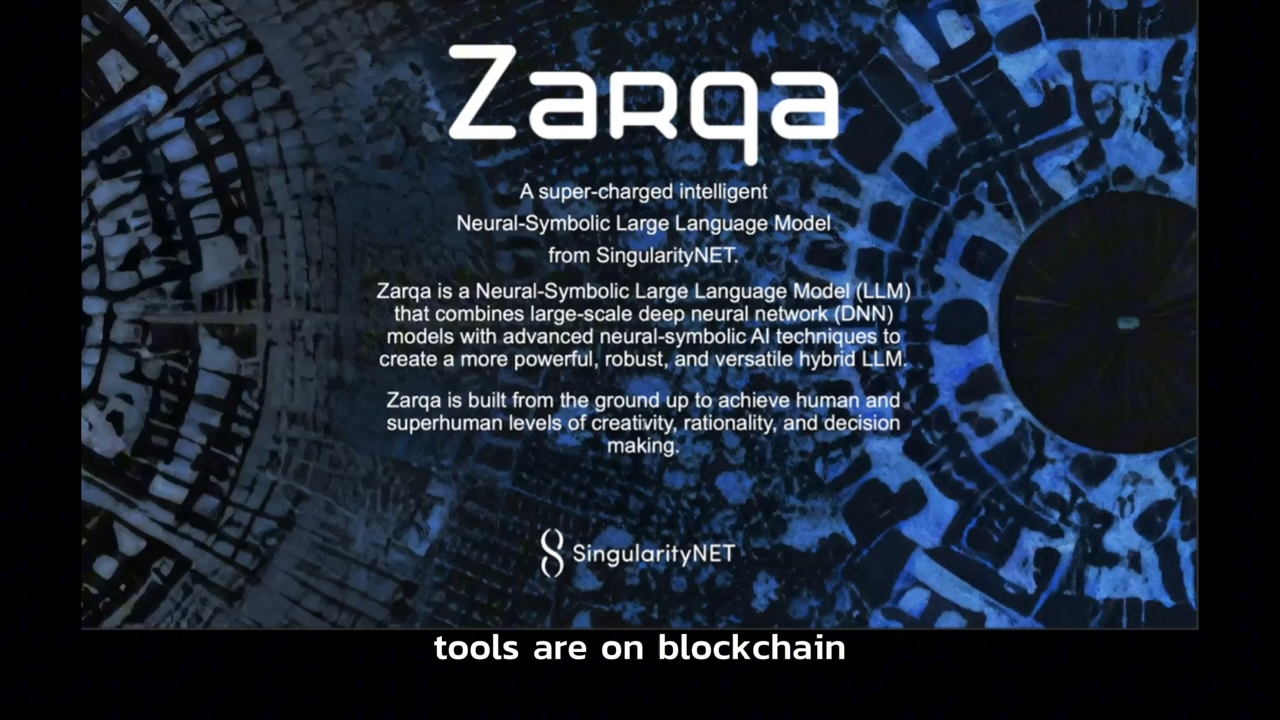 Zarqa
A super-charged intelligent
Neural-Symbolic Large Language Model
from SingularityNET.
Zarqa is a Neural-Symbolic Large Language Model (LLM)
that combines large-scale deep neural network (DNN)
models with advanced neural-symbolic AI techniques to
create a more powerful, robust, and versatile hybrid LLM.
Zarqa is built from the ground up to achieve human and
superhuman levels of creativity, rationality, and decision
making.
SingularityNET
tools are on blockchain